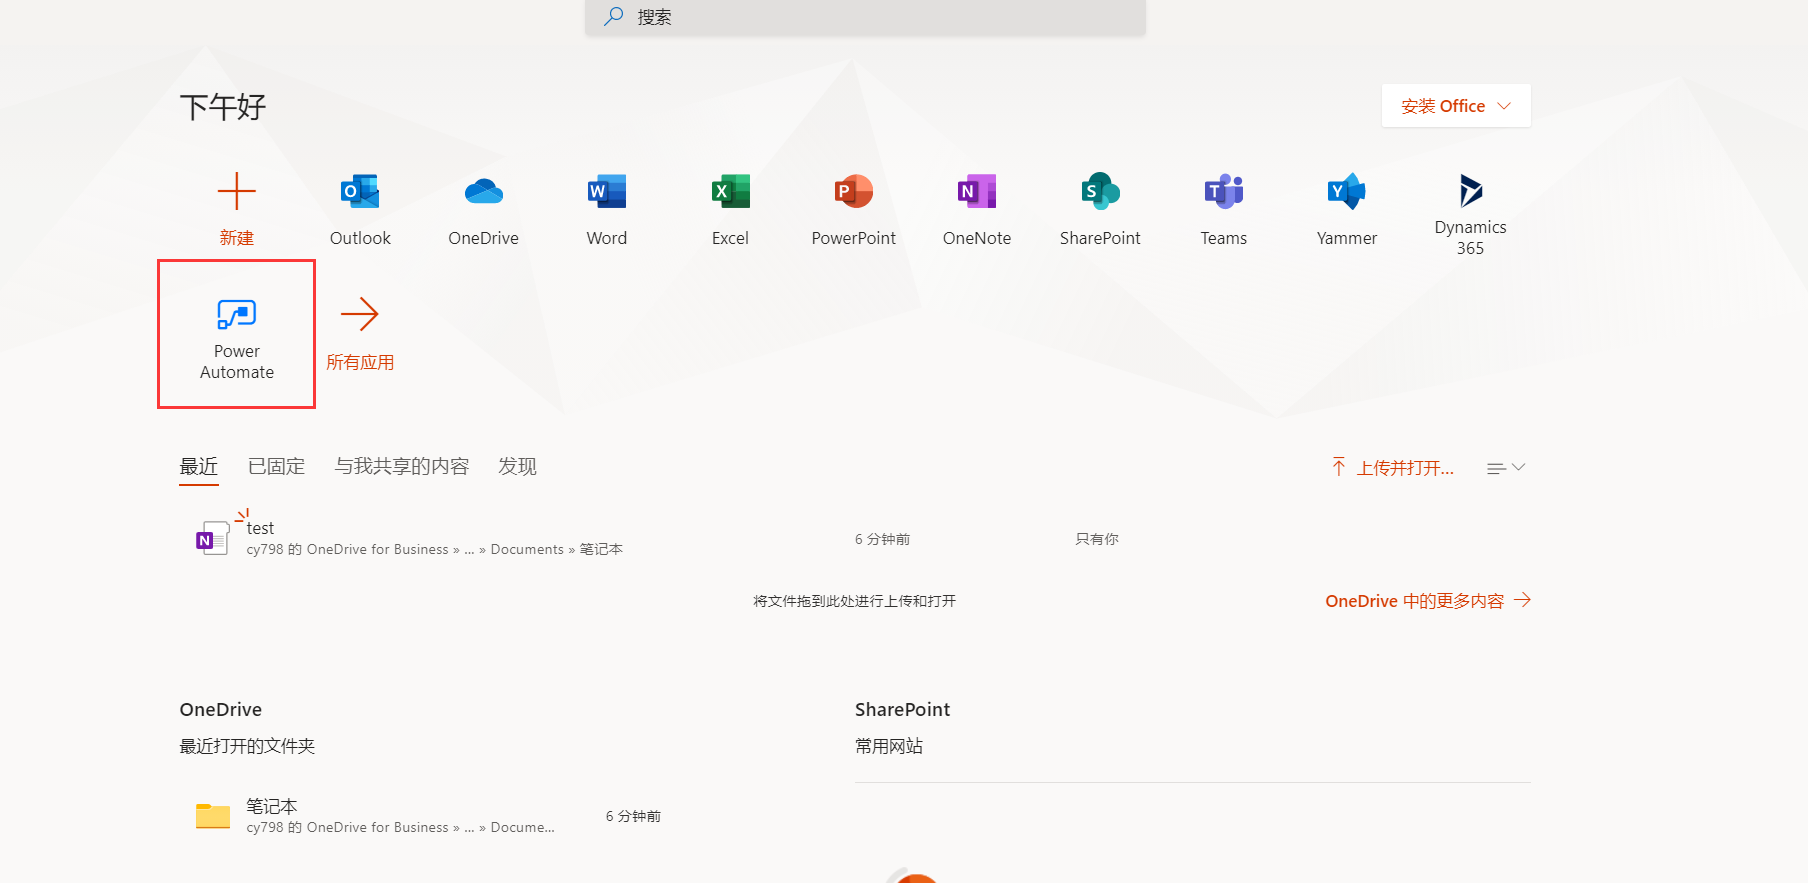 搜索
下午好
安装 Office
新建
Outlook
OneDrive
Word
Excel
PowerPoint
OneNote
SharePoint
Teams
Yammer
Dynamics
365
Power
Automate
所有应用
最近 已固定 与我共享的内容 发现
上传并打开...
test
cy798 的 OneDrive for Business » ... » Documents » 笔记本
6 分钟前
只有你
将文件拖到此处进行上传和打开
OneDrive 中的更多内容
OneDrive
最近打开的文件夹
笔记本
cy798 的 OneDrive for Business » ... » Docume...
6 分钟前
SharePoint
常用网站